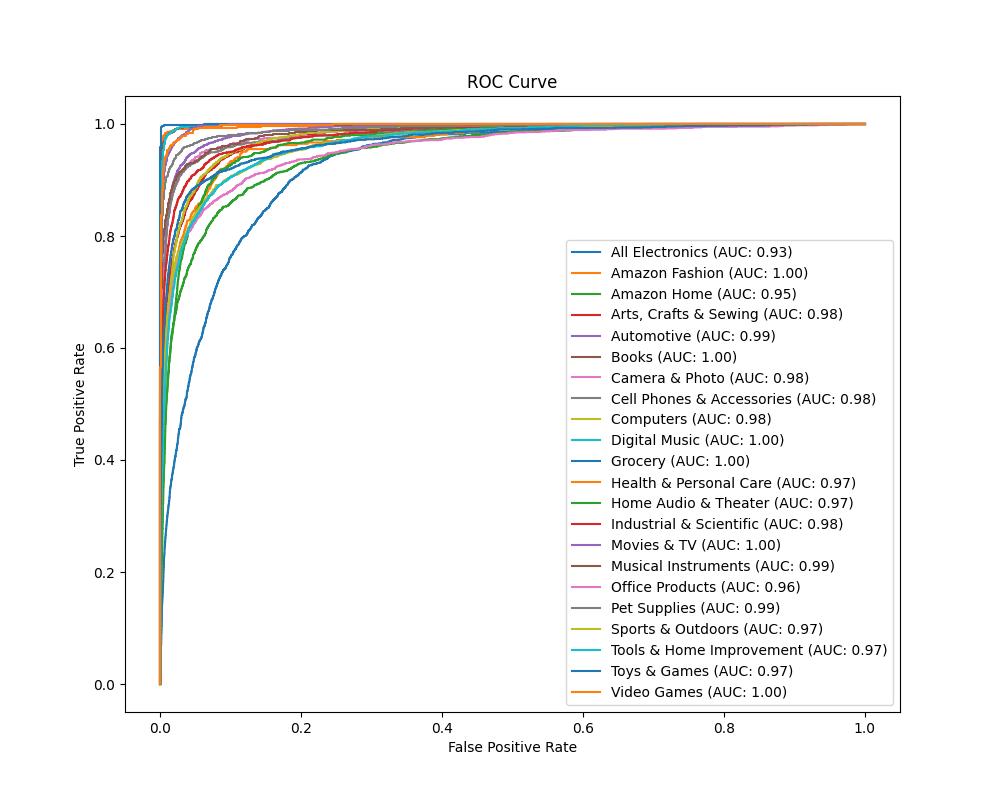 ROC Curve
1.0
0.8
0.6
0.4
0.2
0.0
True Positive Rate
All Electronics (AUC: 0.93)
Amazon Fashion (AUC: 1.00)
Amazon Home (AUC: 0.95)
Arts, Crafts & Sewing (AUC: 0.98)
Automotive (AUC: 0.99)
Books (AUC: 1.00)
Camera & Photo (AUC: 0.98)
Cell Phones & Accessories (AUC: 0.98)
Computers (AUC: 0.98)
Digital Music (AUC: 1.00)
Grocery (AUC: 1.00)
Health & Personal Care (AUC: 0.97)
Home Audio & Theater (AUC: 0.97)
Industrial & Scientific (AUC: 0.98)
Movies & TV (AUC: 1.00)
Musical Instruments (AUC: 0.99)
Office Products (AUC: 0.96)
Pet Supplies (AUC: 0.99)
Sports & Outdoors (AUC: 0.97)
Tools & Home Improvement (AUC: 0.97)
Toys & Games (AUC: 0.97)
Video Games (AUC: 1.00)
0.0 0.2 0.4 0.6 0.8 1.0
False Positive Rate